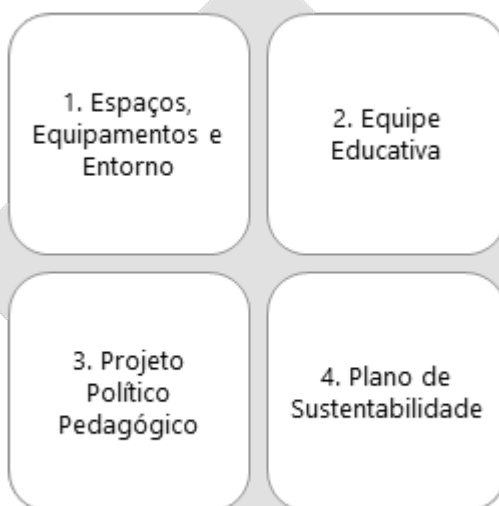 1. Espaços,
Equipamentos e
Entorno
2. Equipe
Educativa
3. Projeto
Político
Pedagógico
4. Plano de
Sustentabilidade